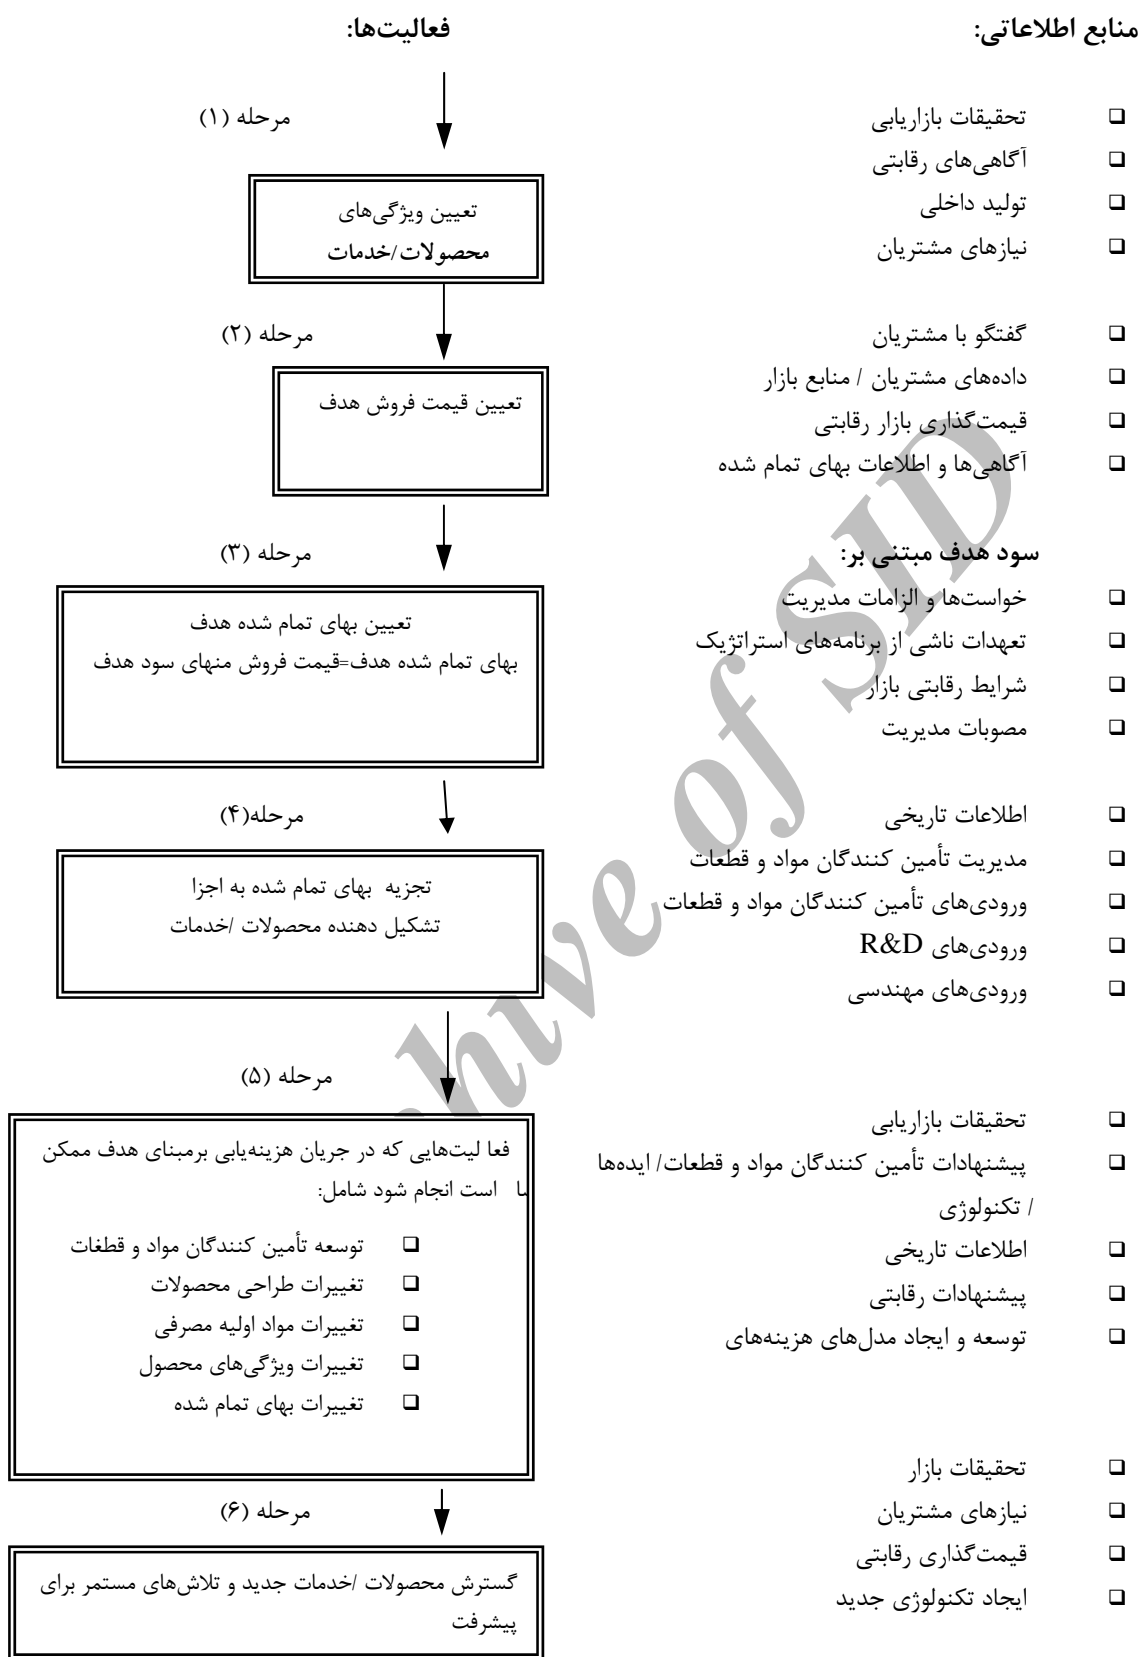 منابع اطلاعاتی:
فعالیت‌ها:
مرحله (۱)
تحقیقات بازاریابی
آگاهی‌های رقابتی
تولید داخلی
نیازهای مشتریان
تعیین ویژگی‌های
محصولات/خدمات
مرحله (۲)
گفتگو با مشتریان
داده‌های مشتریان / منابع بازار
قیمت‌گذاری بازار رقابتی
آگاهی‌ها و اطلاعات بهای تمام شده
تعیین قیمت فروش هدف
مرحله (۳)
سود هدف مبتنی بر:
خواست‌ها و الزامات مدیریت
تعهدات ناشی از برنامه‌های استراتژیک
شرایط رقابتی بازار
مصوبات مدیریت
تعیین بهای تمام شده هدف
بهای تمام شده هدف=قیمت فروش منهای سود هدف
مرحله(۴)
اطلاعات تاریخی
مدیریت تأمین کنندگان مواد و قطعات
ورودی‌های تأمین کنندگان مواد و قطعات
ورودی‌های R&D
ورودی‌های مهندسی
تجزیه بهای تمام شده به اجزا
تشکیل دهنده محصولات /خدمات
مرحله (۵)
تحقیقات بازاریابی
پیشنهادات تأمین کنندگان مواد و قطعات/ ایده‌ها
/ تکنولوژی
اطلاعات تاریخی
پیشنهادات رقابتی
توسعه و ایجاد مدل‌های هزینه‌های
فعا لیت‌هایی که در جریان هزینه‌یابی برمبنای هدف ممکن
است انجام شود شامل:
توسعه تأمین کنندگان مواد و قطغات
تغییرات طراحی محصولات
تغییرات مواد اولیه مصرفی
تغییرات ویژگی‌های محصول
تغییرات بهای تمام شده
مرحله (۶)
تحقیقات بازار
نیازهای مشتریان
قیمت‌گذاری رقابتی
ایجاد تکنولوژی جدید
گسترش محصولات /خدمات جدید و تلاش‌های مستمر برای
پیشرفت
hive of SID